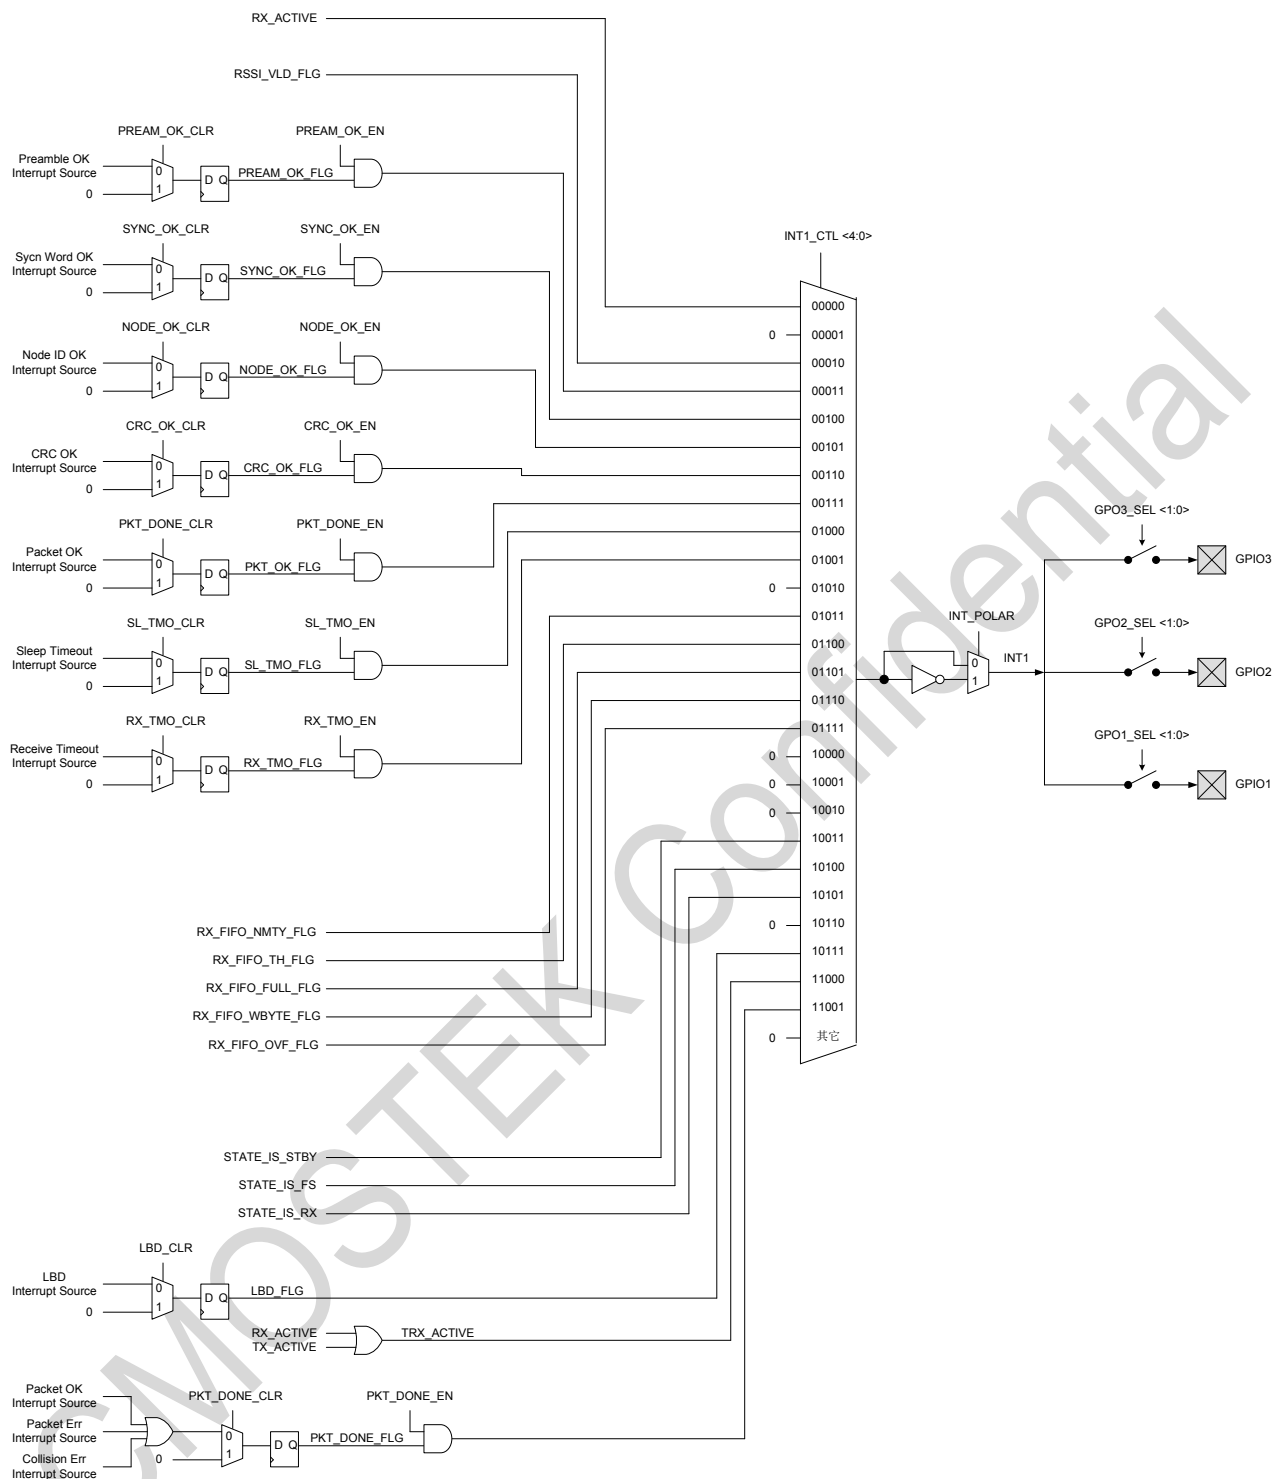 RX_ACTIVE
RSSI_VLD_FLG
PREAM_OK_CLR
PREAM_OK_EN
Preamble OK
Interrupt Source
0
0
1
D Q
PREAM_OK_FLG
SYNC_OK_CLR
SYNC_OK_EN
Sycn Word OK
Interrupt Source
0
0
1
D Q
SYNC_OK_FLG
NODE_OK_CLR
NODE_OK_EN
Node ID OK
Interrupt Source
0
0
1
D Q
NODE_OK_FLG
CRC_OK_CLR
CRC_OK_EN
CRC OK
Interrupt Source
0
0
1
D Q
CRC_OK_FLG
PKT_DONE_CLR
PKT_DONE_EN
Packet OK
Interrupt Source
0
0
1
D Q
PKT_OK_FLG
SL_TMO_CLR
SL_TMO_EN
Sleep Timeout
Interrupt Source
0
0
1
D Q
SL_TMO_FLG
RX_TMO_CLR
RX_TMO_EN
Receive Timeout
Interrupt Source
0
0
1
D Q
RX_TMO_FLG
RX_FIFO_NMTY_FLG
RX_FIFO_TH_FLG
RX_FIFO_FULL_FLG
RX_FIFO_WBYTE_FLG
RX_FIFO_OVF_FLG
STATE_IS_STBY
STATE_IS_FS
STATE_IS_RX
LBD_CLR
LBD
Interrupt Source
0
0
1
D Q
LBD_FLG
RX_ACTIVE
TX_ACTIVE
TRX_ACTIVE
Packet OK
Interrupt Source
Packet Err
Interrupt Source
Collision Err
Interrupt Source
PKT_DONE_CLR
PKT_DONE_EN
0
0
1
D Q
PKT_DONE_FLG
INT1_CTL <4:0>
00000
0 00001
00010
00011
00100
00101
00110
00111
01000
01001
0 01010
01011
01100
01101
01110
01111
0 10000
0 10001
0 10010
10011
10100
10101
0 10110
10111
11000
11001
0 其它
INT_POLAR
0
1
INT1
GPO3_SEL <1:0>
GPIO3
GPO2_SEL <1:0>
GPIO2
GPO1_SEL <1:0>
GPIO1
CMOSTEK Confidential